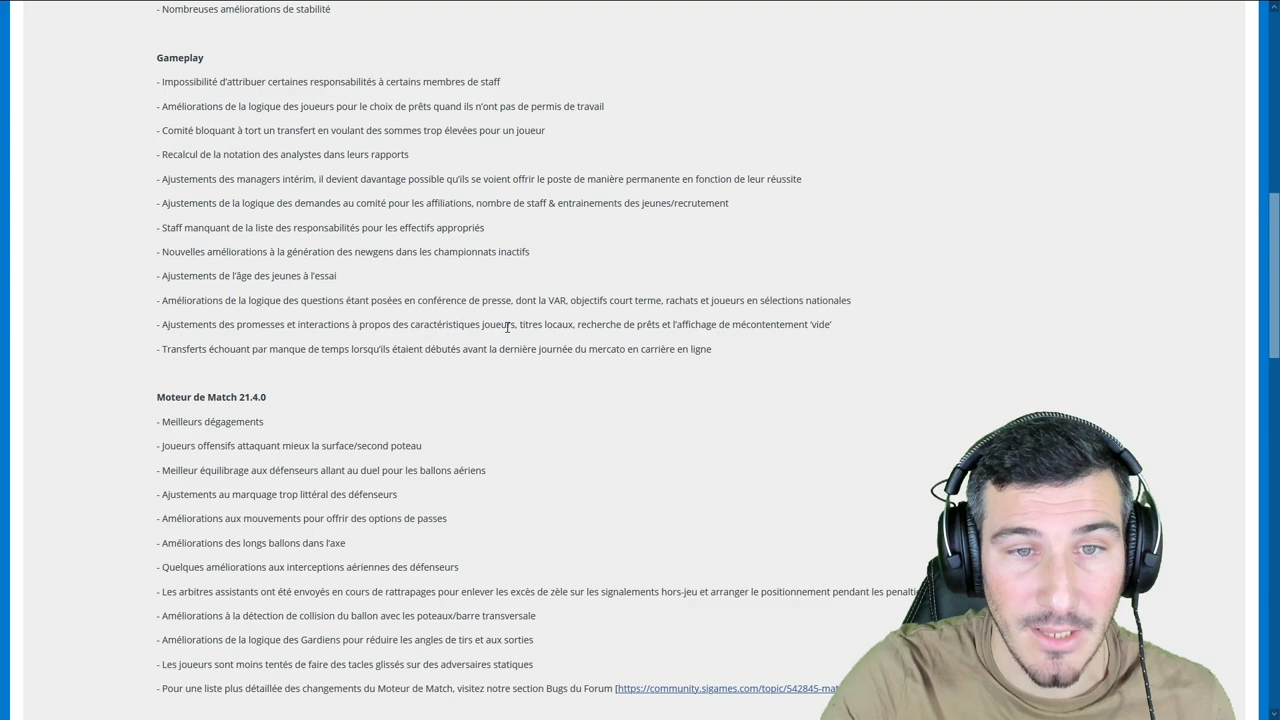 - Nombreuses améliorations de stabilité
Gameplay
- Impossibilité d’attribuer certaines responsabilités à certains membres de staff
- Améliorations de la logique des joueurs pour le choix de prêts quand ils n’ont pas de permis de travail
- Comité bloquant à tort un transfert en voulant des sommes trop élevées pour un joueur
- Recalcul de la notation des analystes dans leurs rapports
- Ajustements des managers intérim, il devient davantage possible qu’ils se voient offrir le poste de manière permanente en fonction de leur réussite
- Ajustements de la logique des demandes au comité pour les affiliations, nombre de staff & entrainements des jeunes/recrutement
- Staff manquant de la liste des responsabilités pour les effectifs appropriés
- Nouvelles améliorations à la génération des newgens dans les championnats inactifs
- Ajustements de l’âge des jeunes à l’essai
- Améliorations de la logique des questions étant posées en conférence de presse, dont la VAR, objectifs court terme, rachats et joueurs en sélections nationales
- Ajustements des promesses et interactions à propos des caractéristiques joueurs, titres locaux, recherche de prêts et l’affichage de mécontentement ‘vide’
- Transferts échouant par manque de temps lorsqu’ils étaient débutés avant la dernière journée du mercato en carrière en ligne
Moteur de Match 21.4.0
- Meilleurs dégagements
- Joueurs offensifs attaquant mieux la surface/second poteau
- Meilleur équilibrage aux défenseurs allant au duel pour les ballons aériens
- Ajustements au marquage trop littéral des défenseurs
- Améliorations aux mouvements pour offrir des options de passes
- Améliorations des longs ballons dans l’axe
- Quelques améliorations aux interceptions aériennes des défenseurs
- Les arbitres assistants ont été envoyés en cours de rattrapages pour enlever les excès de zèle sur les signalements hors-jeu et arranger le positionnement pendant les
- Améliorations à la détection de collision du ballon avec les poteaux/barre transversale
- Améliorations de la logique des Gardiens pour réduire les angles de tirs et aux sorties
- Les joueurs sont moins tentés de faire des tacles glissés sur des adversaires statiques
- Pour une liste plus détaillée des changements du Moteur de Match, visitez notre section Bugs du Forum [https://community.sigames.com/topic/542845-mat